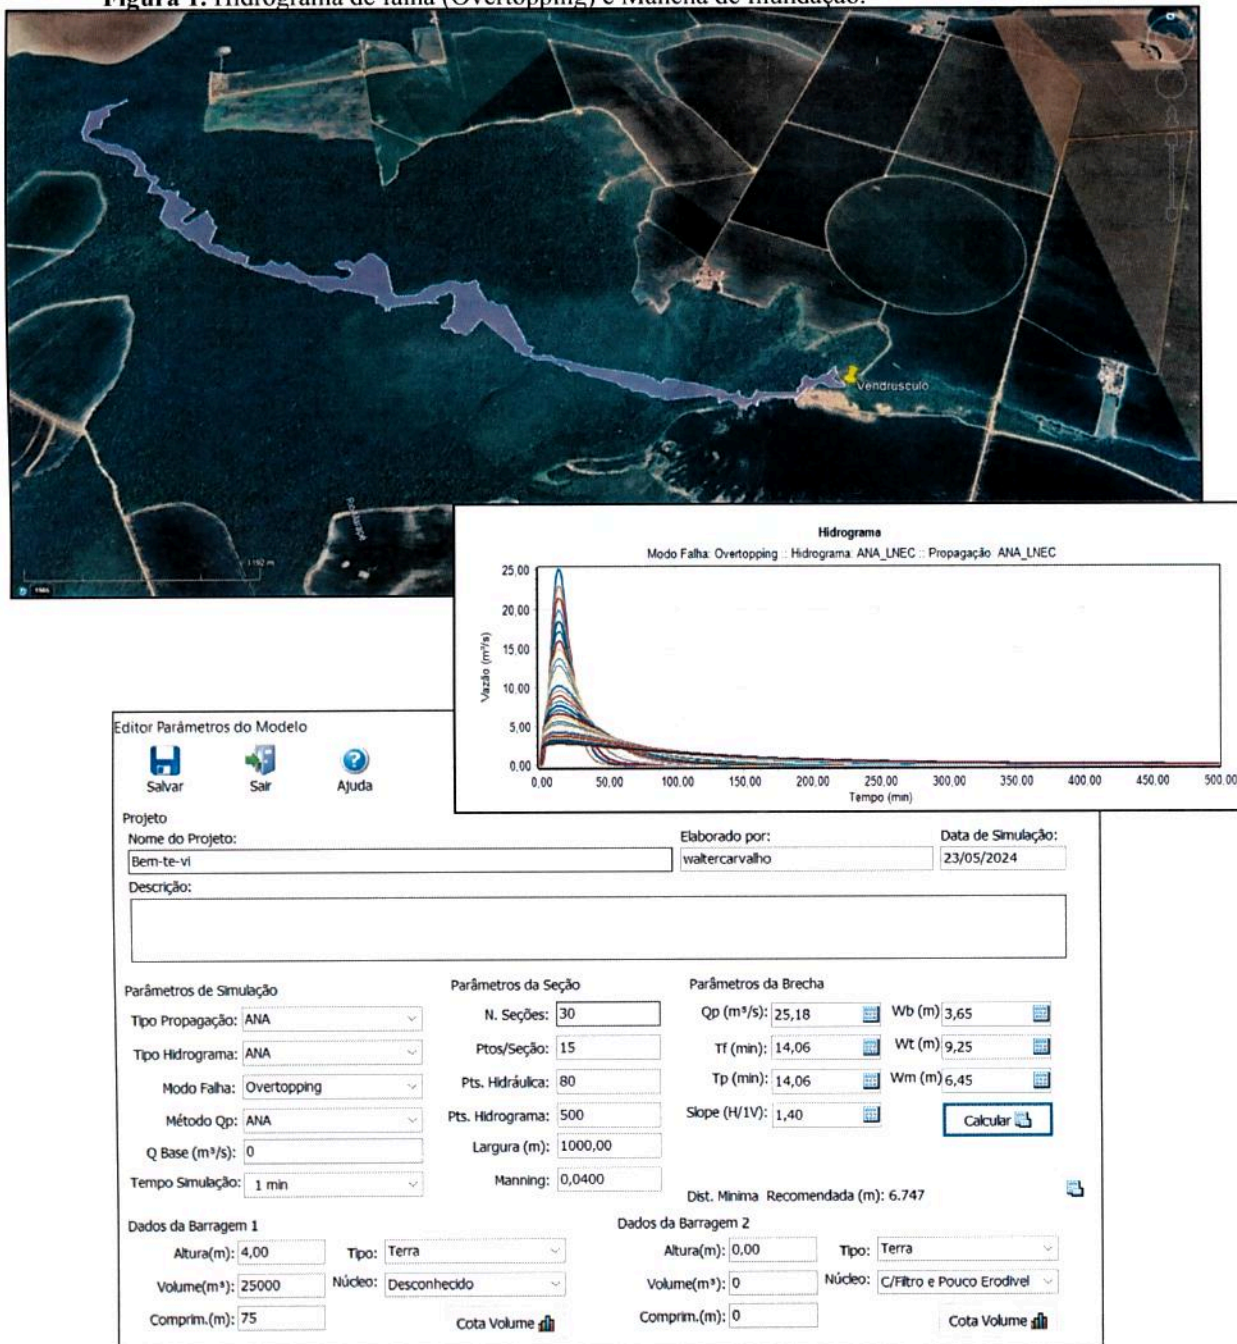 Figura 1. Hidrograma de falha (Overtopping) e Mancha de Inundação.
Vendrusculo
1192 m
1985
Hidrograma
Modo Falha: Overtopping :: Hidrograma: ANA_LNEC :: Propagação ANA_LNEC
Vazão (m³/s)
25,00
20,00
15,00
10,00
5,00
0,00
0,00 50,00 100,00 150,00 200,00 250,00 300,00 350,00 400,00 450,00 500,00
Tempo (min)
Editor Parâmetros do Modelo
Salvar Sair Ajuda
Projeto
Nome do Projeto: Elaborado por: Data de Simulação:
Bem-te-vi waltercarvalho 23/05/2024
Descrição:
Parâmetros de Simulação Parâmetros da Seção Parâmetros da Brecha
Tipo Propagação: ANA N. Seções: 30 Qp (m³/s): 25,18 Wb (m) 3,65
Tipo Hidrograma: ANA Ptos/Seção: 15 Tf (min): 14,06 Wt (m) 9,25
Modo Falha: Overtopping Pts. Hidráulica: 80 Tp (min): 14,06 Wm (m) 6,45
Método Qp: ANA Pts. Hidrograma: 500 Slope (H/1V): 1,40 Calcular
Q Base (m³/s): 0 Largura (m): 1000,00
Tempo Simulação: 1 min Manning: 0,0400 Dist. Minima Recomendada (m): 6.747
Dados da Barragem 1 Dados da Barragem 2
Altura(m): 4,00 Tipo: Terra Altura(m): 0,00 Tipo: Terra
Volume(m³): 25000 Núcleo: Desconhecido Volume(m³): 0 Núcleo: C/Filtro e Pouco Erodivel
Comprim.(m): 75 Cota Volume Comprim.(m): 0 Cota Volume